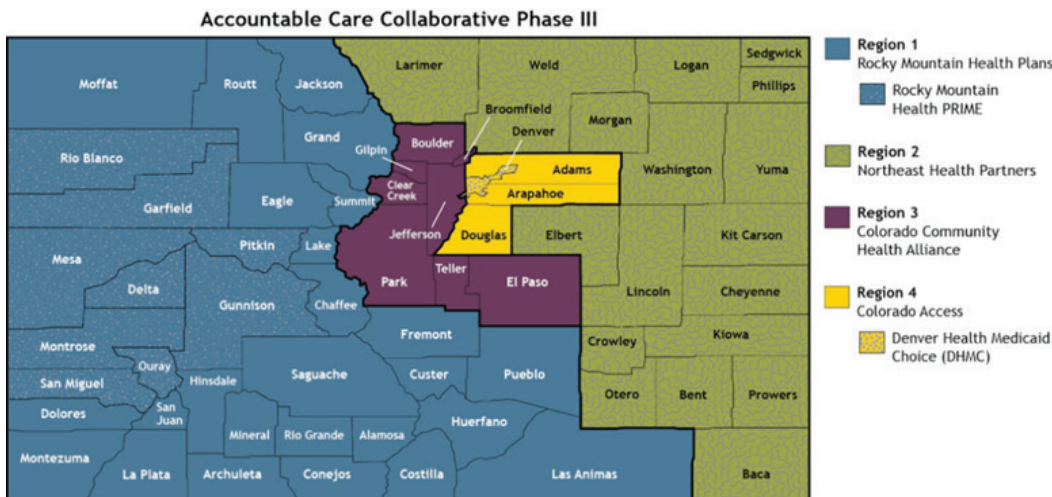 Accountable Care Collaborative Phase III
Moffat
Routt
Jackson
Larimer
Weld
Logan
Sedgwick
Phillips
Rio Blanco
Grand
Gilpin
Boulder
Broomfield
Denver
Morgan
Washington
Yuma
Garfield
Eagle
Summit
Clear
Creek
Jefferson
Adams
Arapahoe
Mesa
Pitkin
Lake
Park
Douglas
Elbert
Kit Carson
Delta
Gunnison
Chaffee
Teller
El Paso
Lincoln
Cheyenne
Montrose
Ouray
Fremont
Crowley
Kiowa
San Miguel
Hinsdale
Saguache
Custer
Pueblo
Otero
Bent
Prowers
Dolores
San
Juan
Mineral
Rio Grande
Alamosa
Huerfano
Montezuma
La Plata
Archuleta
Conejos
Costilla
Las Animas
Baca
Region 1
Rocky Mountain Health Plans
Rocky Mountain
Health PRIME
Region 2
Northeast Health Partners
Region 3
Colorado Community
Health Alliance
Region 4
Colorado Access
Denver Health Medicaid
Choice (DHMC)